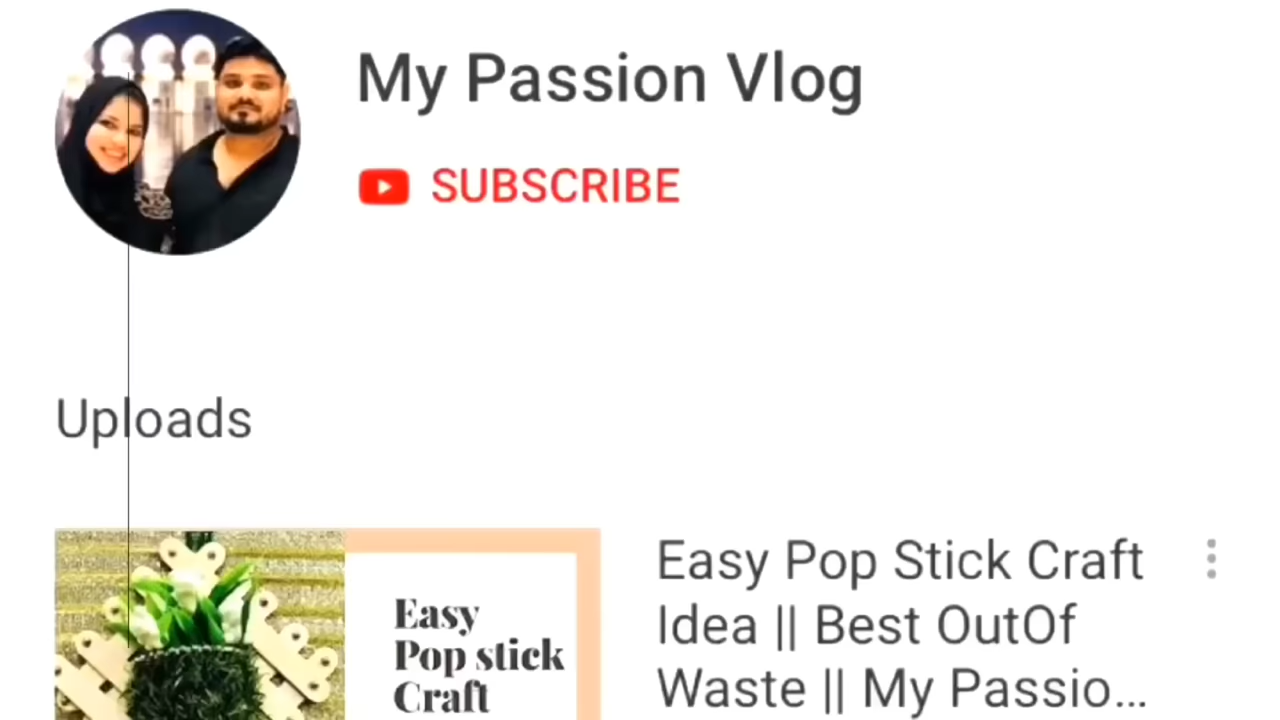 My Passion Vlog
SUBSCRIBE
Uploads
Easy
Pop stick
Craft
Easy Pop Stick Craft
Idea || Best OutOf
Waste || My Passio...